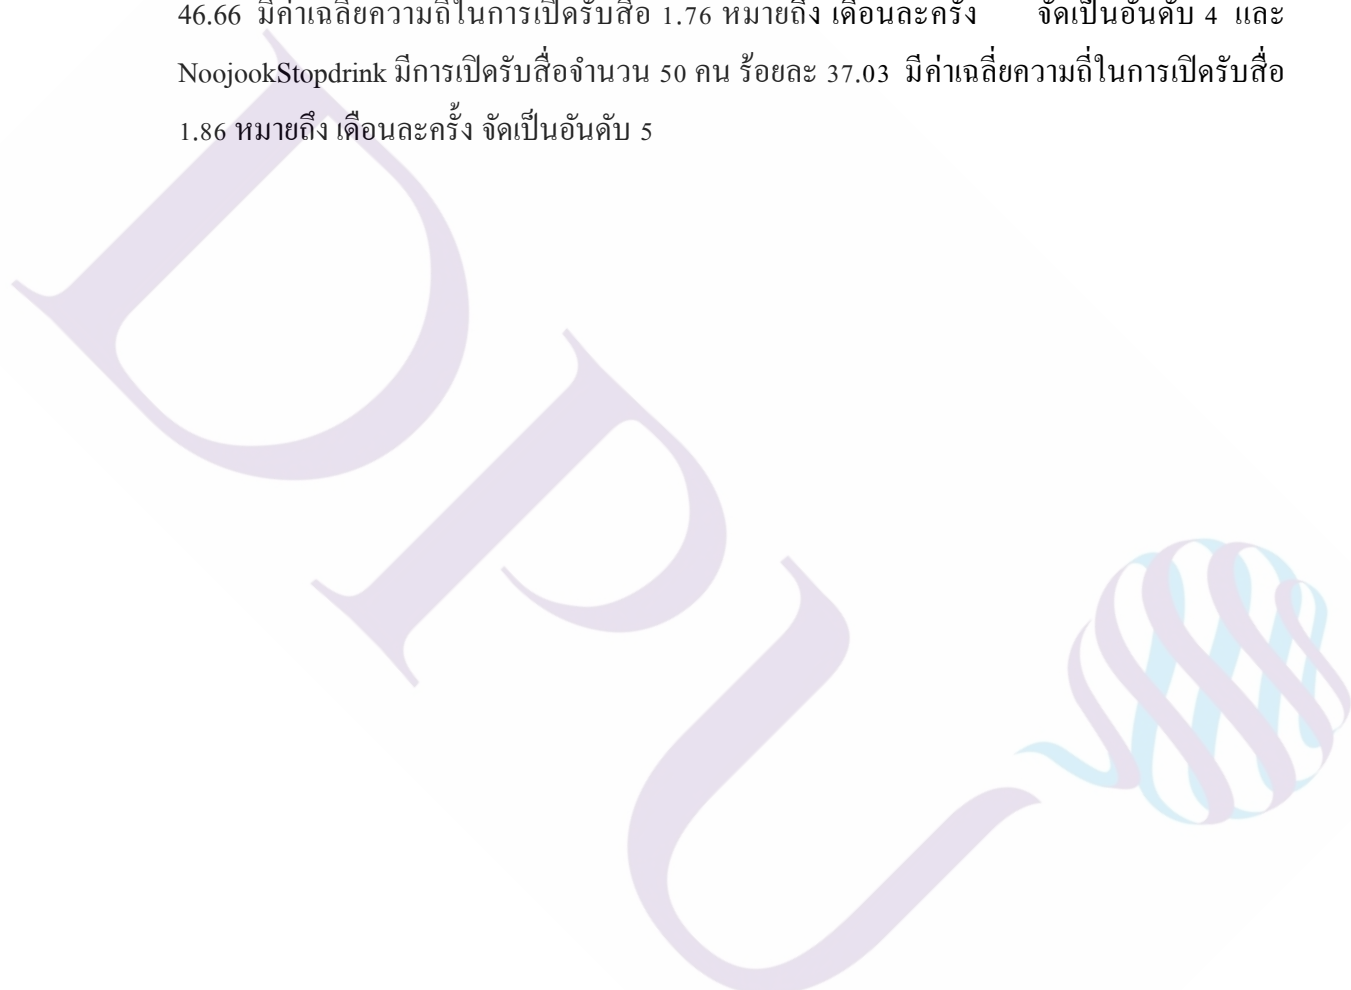 46.66 มีค่าเฉลี่ยความถี่ในการเปิดรับสื่อ 1.76 หมายถึง เดือนละครั้ง จัดเป็นอันดับ 4 และ
NoojookStopdrink มีการเปิดรับสื่อจำนวน 50 คน ร้อยละ 37.03 มีค่าเฉลี่ยความถี่ในการเปิดรับสื่อ
1.86 หมายถึง เดือนละครั้ง จัดเป็นอันดับ 5
DPU